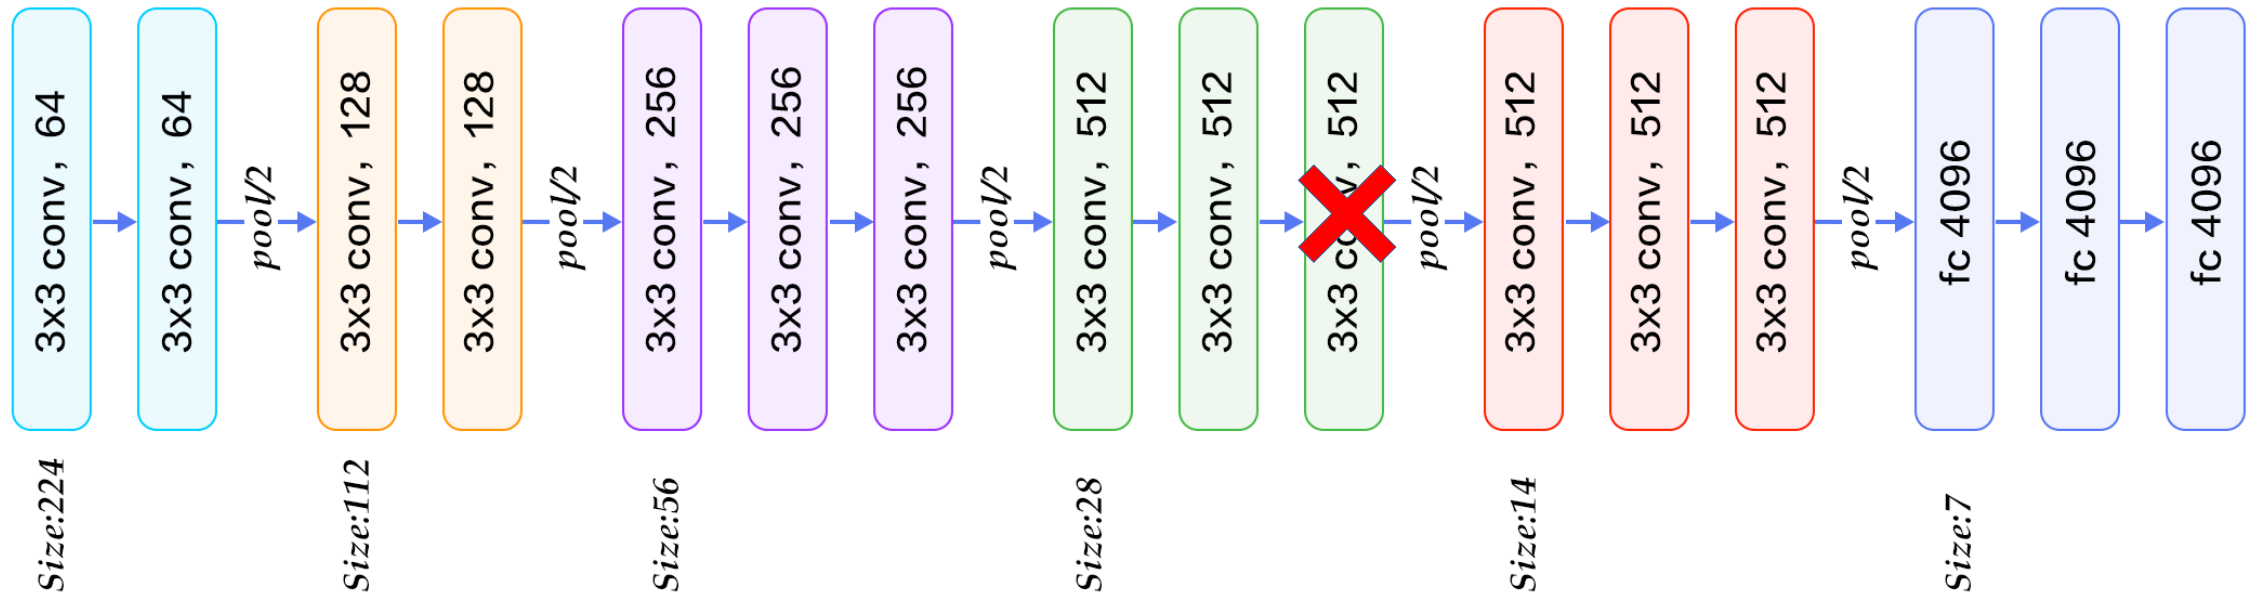 3x3 conv, 64
3x3 conv, 64
pool/2
3x3 conv, 128
3x3 conv, 128
pool/2
3x3 conv, 256
3x3 conv, 256
3x3 conv, 256
pool/2
3x3 conv, 512
3x3 conv, 512
3x3 conv, 512
pool/2
3x3 conv, 512
3x3 conv, 512
3x3 conv, 512
pool/2
fc 4096
fc 4096
fc 4096
Size:224
Size:112
Size:56
Size:28
Size:14
Size:7